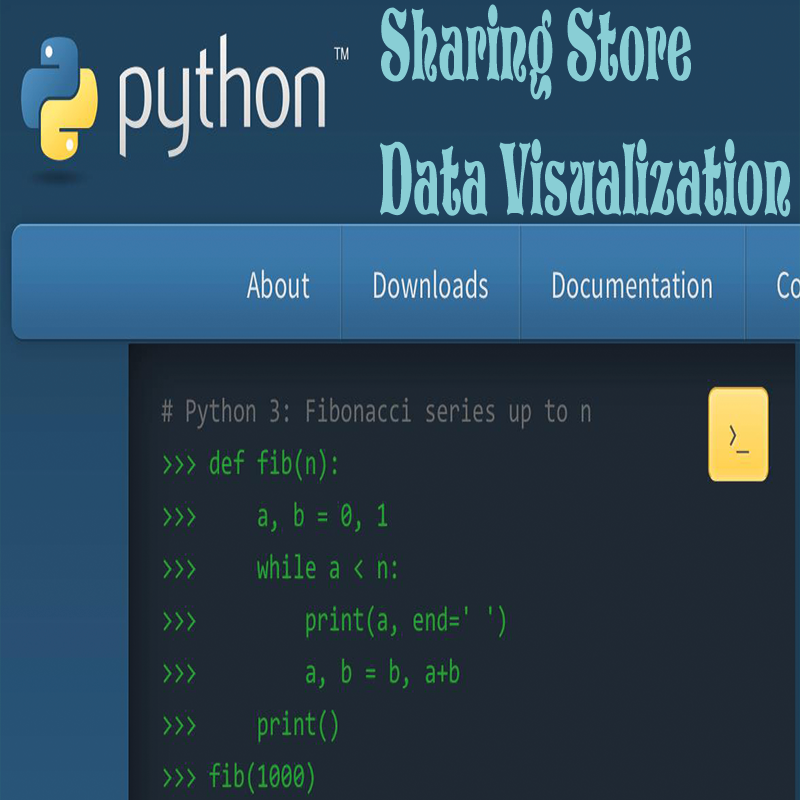 python™
Sharing Store
Data Visualization
About Downloads Documentation Co
# Python 3: Fibonacci series up to n
>>> def fib(n):
>>>     a, b = 0, 1
>>>     while a < n:
>>>         print(a, end=' ')
>>>         a, b = b, a+b
>>>     print()
>>> fib(1000)
>_